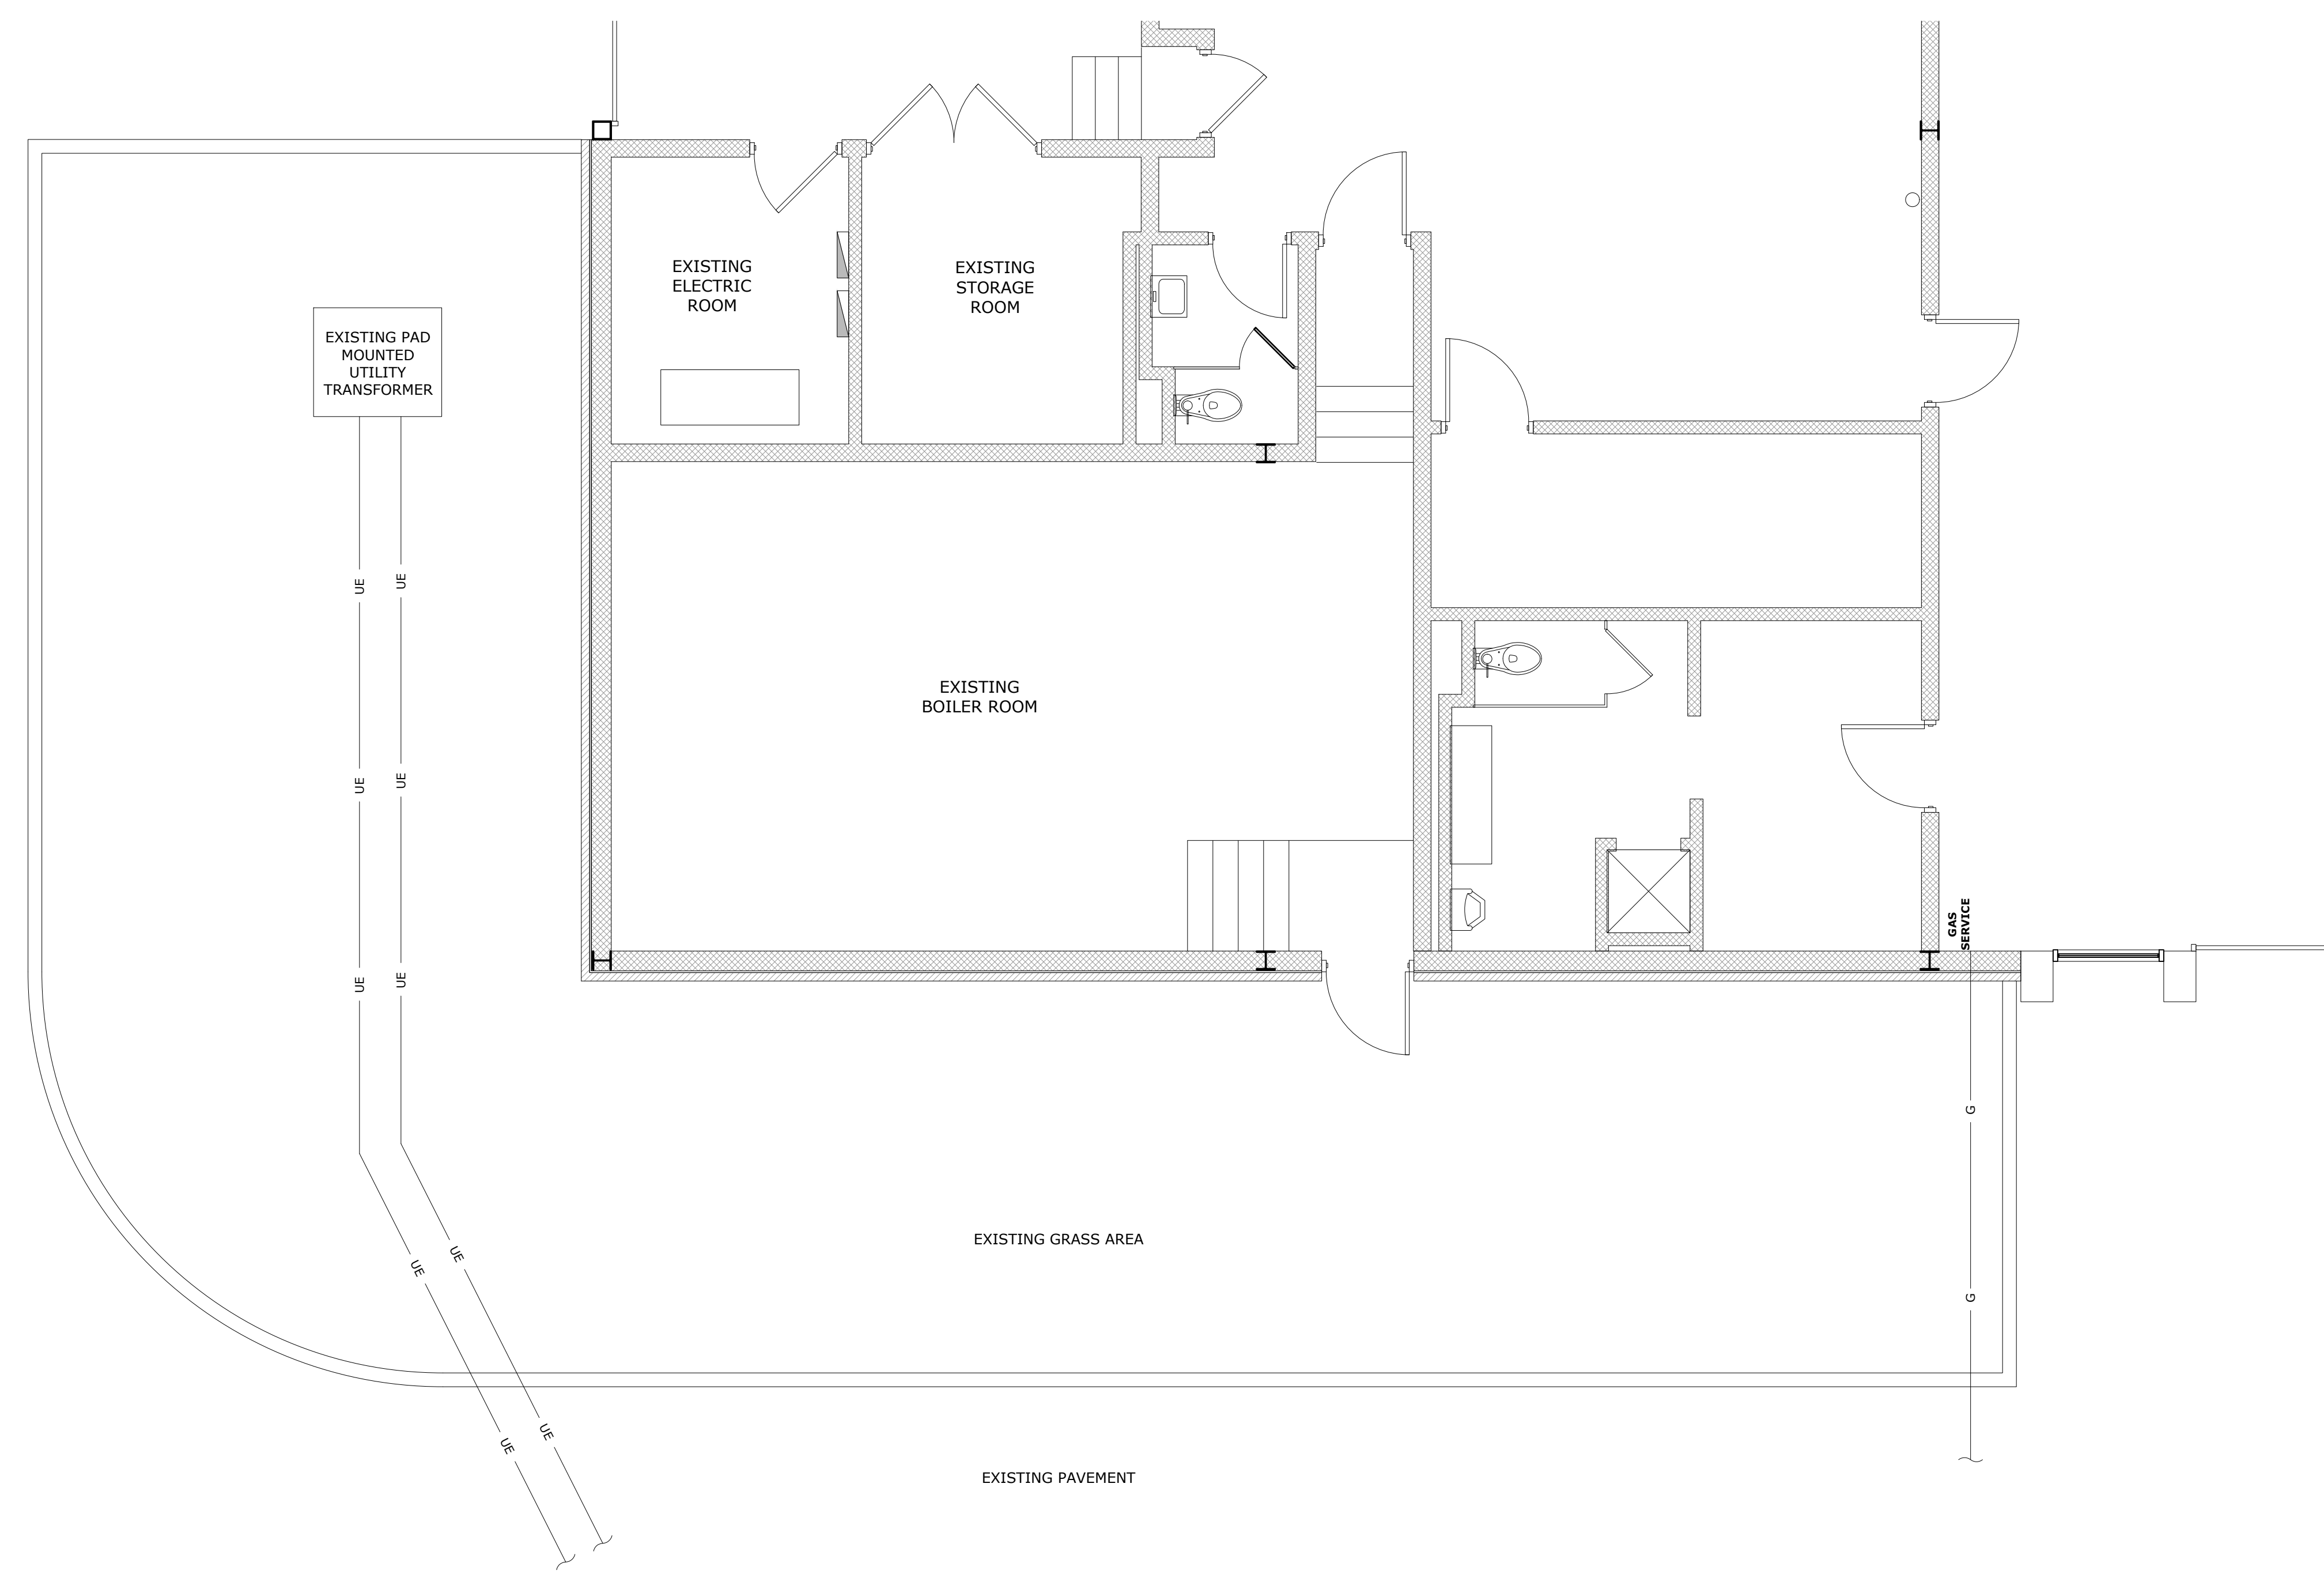 EXISTING
ELECTRIC
ROOM
EXISTING
STORAGE
ROOM
EXISTING PAD
MOUNTED
UTILITY
TRANSFORMER
UE
UE
EXISTING
BOILER ROOM
UE
UE
GAS
SERVICE
UE
UE
G
EXISTING GRASS AREA
UE
UE
G
UE
UE
EXISTING PAVEMENT